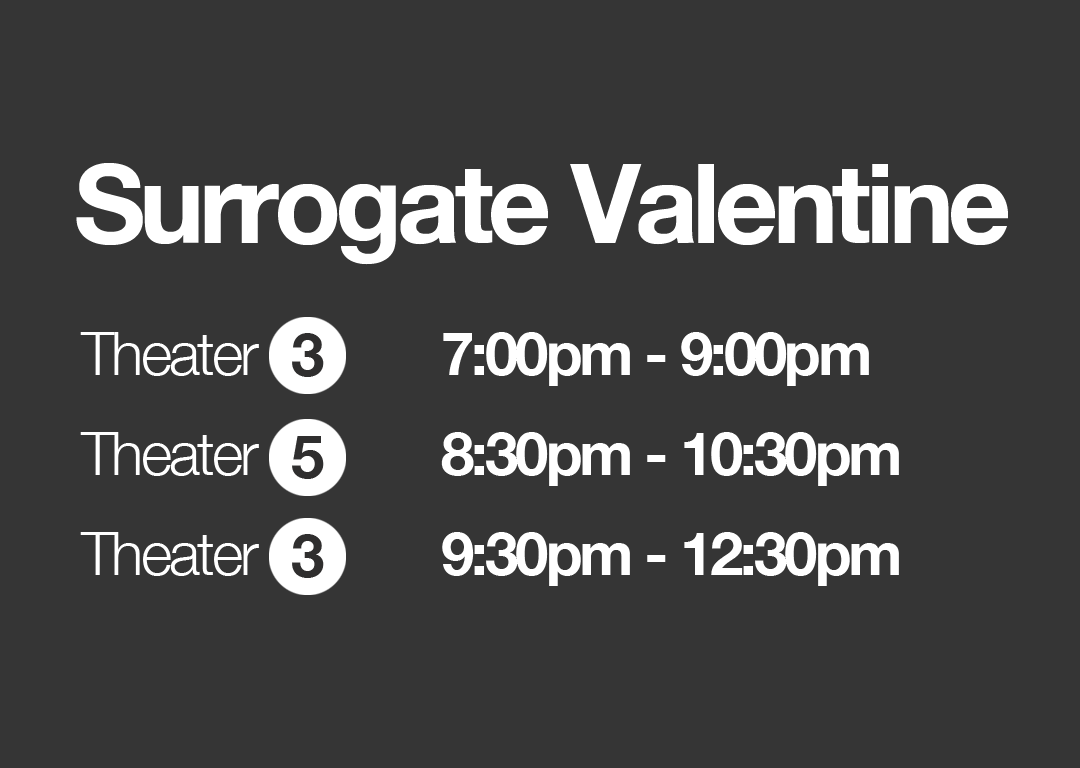 Surrogate Valentine
Theater 3 7:00pm - 9:00pm
Theater 5 8:30pm - 10:30pm
Theater 3 9:30pm - 12:30pm